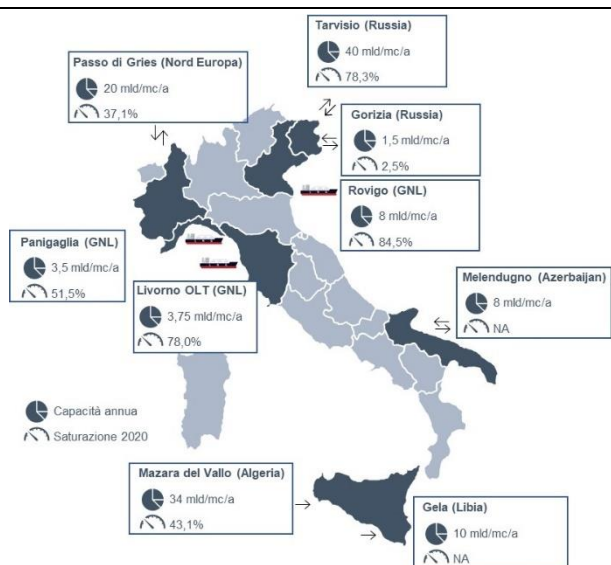 Tarvisio (Russia)
40 mld/mc/a
78,3%
Passo di Gries (Nord Europa)
20 mld/mc/a
37,1%
Gorizia (Russia)
1,5 mld/mc/a
2,5%
Rovigo (GNL)
8 mld/mc/a
84,5%
Panigaglia (GNL)
3,5 mld/mc/a
51,5%
Livorno OLT (GNL)
3,75 mld/mc/a
78,0%
Melendugno (Azerbaijan)
8 mld/mc/a
NA
Capacità annua
Saturazione 2020
Mazara del Vallo (Algeria)
34 mld/mc/a
43,1%
Gela (Libia)
10 mld/mc/a
NA